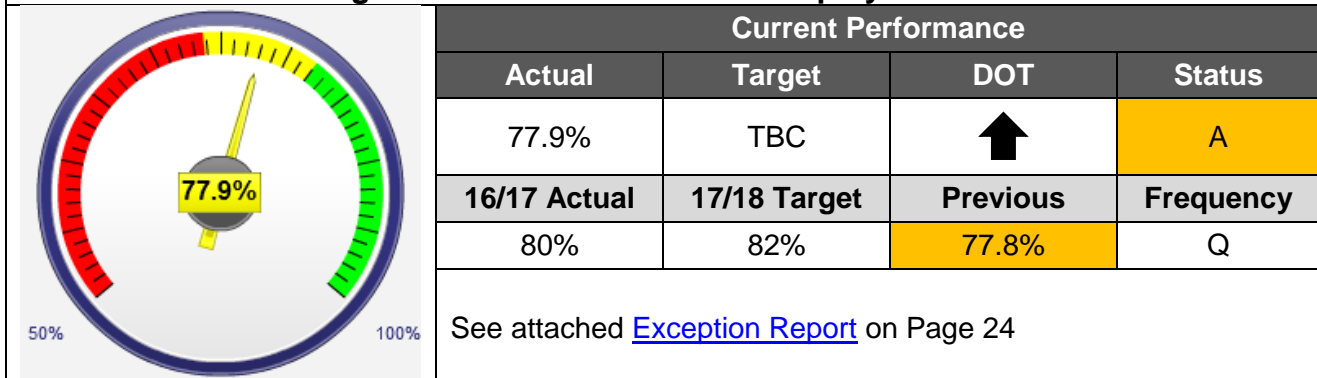 77.9%
50%
100%
Current Performance
Actual Target DOT Status
77.9% TBC A
16/17 Actual 17/18 Target Previous Frequency
80% 82% 77.8% Q
See attached Exception Report on Page 24